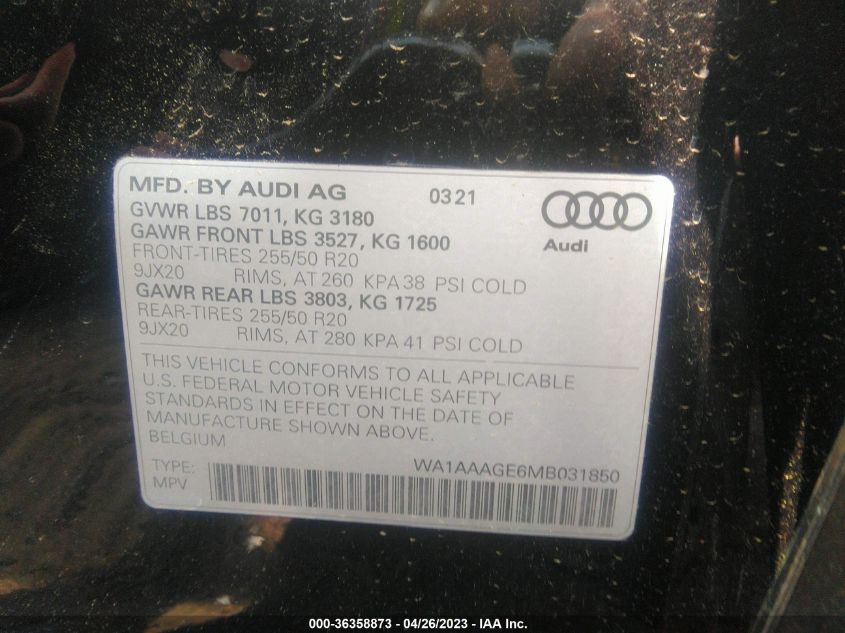 MFD. BY AUDI AG 0321
GVWR LBS 7011, KG 3180
GAWR FRONT LBS 3527, KG 1600
Audi
FRONT-TIRES 255/50 R20
9JX20 RIMS, AT 260 KPA 38 PSI COLD
GAWR REAR LBS 3803, KG 1725
REAR-TIRES 255/50 R20
9JX20 RIMS, AT 280 KPA 41 PSI COLD
THIS VEHICLE CONFORMS TO ALL APPLICABLE
U.S. FEDERAL MOTOR VEHICLE SAFETY
STANDARDS IN EFFECT ON THE DATE OF
MANUFACTURE SHOWN ABOVE.
BELGIUM
WA1AAAGE6MB031850
TYPE:
MPV
000-36358873 - 04/26/2023 - IAA Inc.